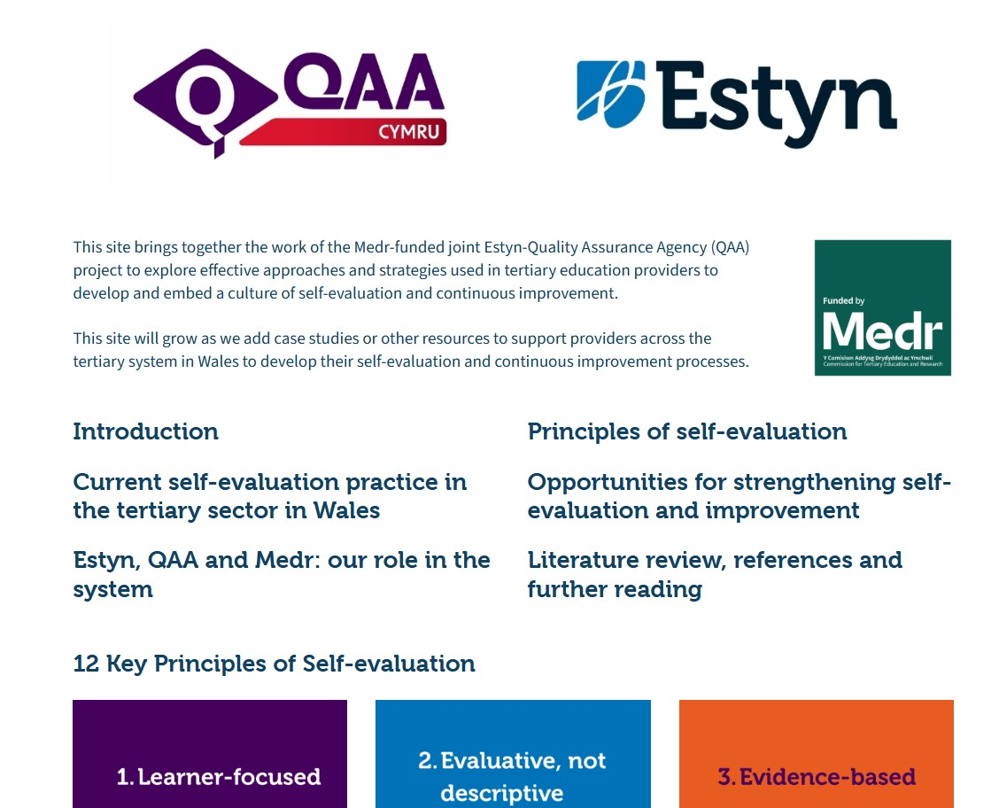 Q QAA
CYMRU
Estyn
This site brings together the work of the Medr-funded joint Estyn-Quality Assurance Agency (QAA)
project to explore effective approaches and strategies used in tertiary education providers to
develop and embed a culture of self-evaluation and continuous improvement.
This site will grow as we add case studies or other resources to support providers across the
tertiary system in Wales to develop their self-evaluation and continuous improvement processes.
Funded by
Medr
Y Comisiwn Addysg Drydyddol ac Ymchwil
Commission for Tertiary Education and Research
Introduction
Principles of self-evaluation
Current self-evaluation practice in
the tertiary sector in Wales
Opportunities for strengthening self-
evaluation and improvement
Estyn, QAA and Medr: our role in the
system
Literature review, references and
further reading
12 Key Principles of Self-evaluation
1. Learner-focused
2. Evaluative, not
descriptive
3. Evidence-based